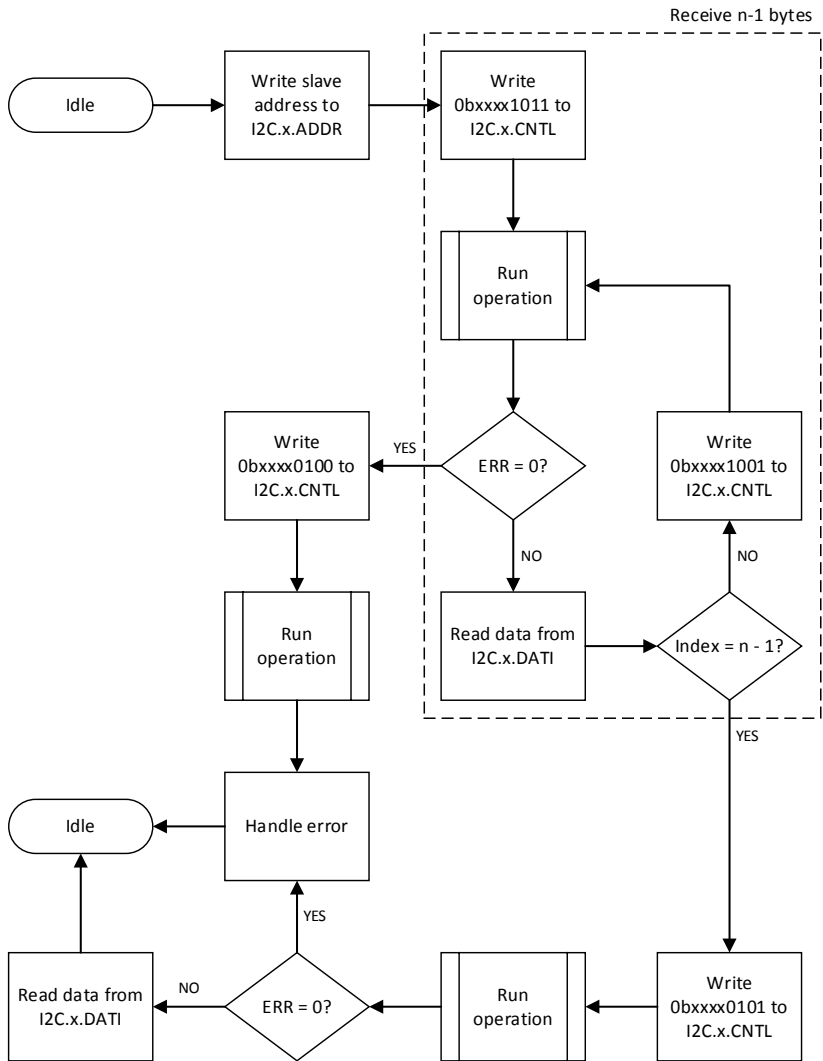 Receive n-1 bytes
Idle
Write slave
address to
I2C.x.ADDR
Write
0bxxxx1011 to
I2C.x.CNTL
Run
operation
Write
0bxxxx0100 to
I2C.x.CNTL
YES
ERR = 0?
Write
0bxxxx1001 to
I2C.x.CNTL
NO
NO
Run
operation
Read data from
I2C.x.DATI
Index = n - 1?
YES
Idle
Handle error
YES
Read data from
I2C.x.DATI
NO
ERR = 0?
Run
operation
Write
0bxxxx0101 to
I2C.x.CNTL